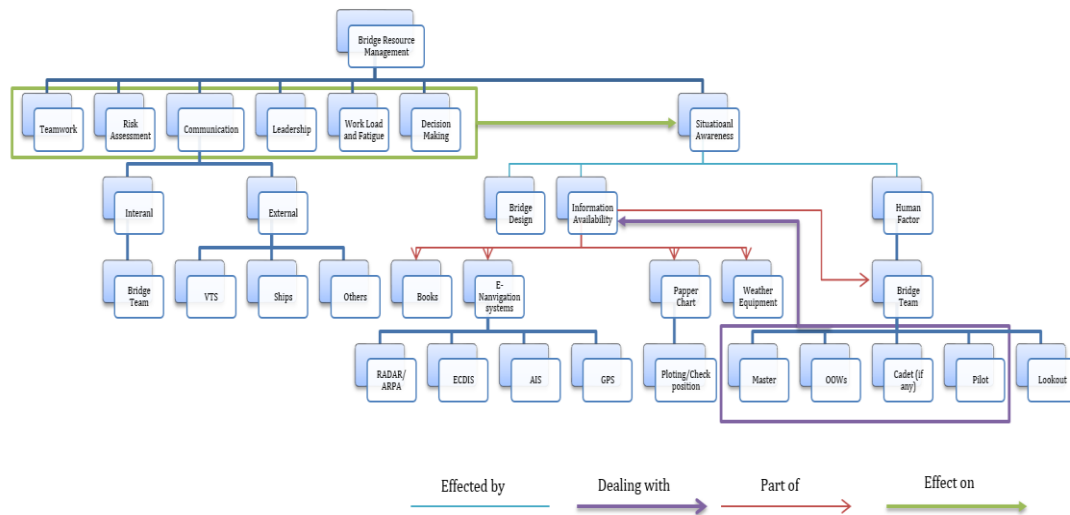 Bridge Resource
Management
Teamwork
Risk
Assessment
Communication
Leadership
Work Load
and Fatigue
Decision
Making
Situatioanl
Awareness
Interanl
External
Bridge
Design
Information
Availability
Human
Factor
Bridge
Team
VTS
Ships
Others
Books
E-
Nanvigation
systems
Papper
Chart
Weather
Equipment
Bridge
Team
RADAR/
ARPA
ECDIS
AIS
GPS
Ploting/Check
position
Master
OOWs
Cadet (if
any)
Pilot
Lookout
Effected by
Dealing with
Part of
Effect on